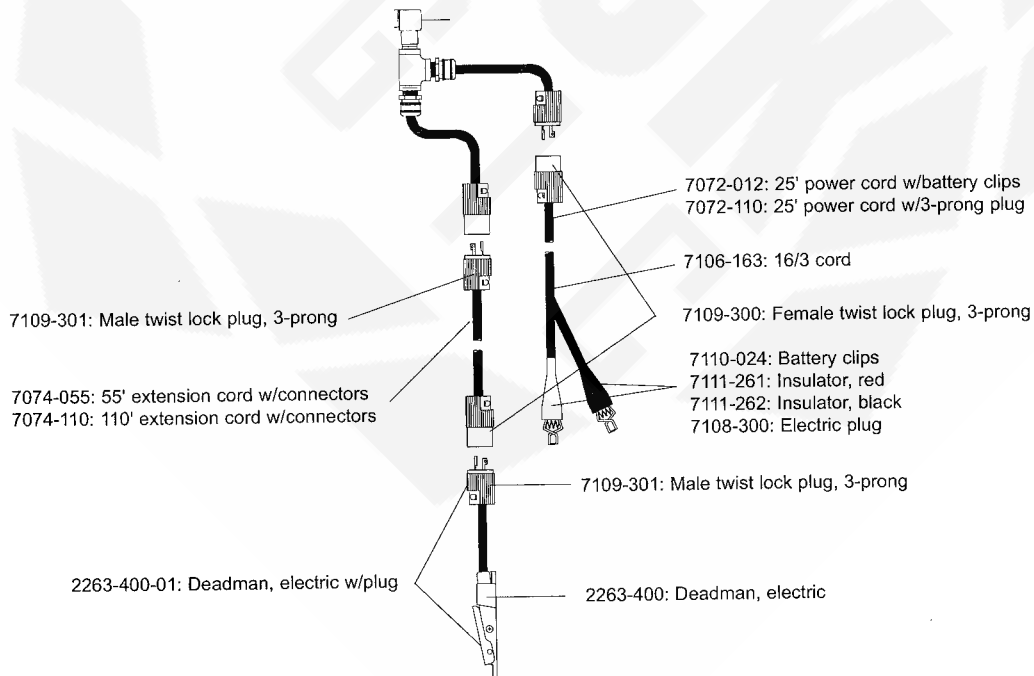 7072-012: 25' power cord w/battery clips
7072-110: 25' power cord w/3-prong plug
7106-163: 16/3 cord
7109-301: Male twist lock plug, 3-prong
7109-300: Female twist lock plug, 3-prong
7110-024: Battery clips
7111-261: Insulator, red
7111-262: Insulator, black
7108-300: Electric plug
7074-055: 55' extension cord w/connectors
7074-110: 110' extension cord w/connectors
7109-301: Male twist lock plug, 3-prong
2263-400-01: Deadman, electric w/plug
2263-400: Deadman, electric